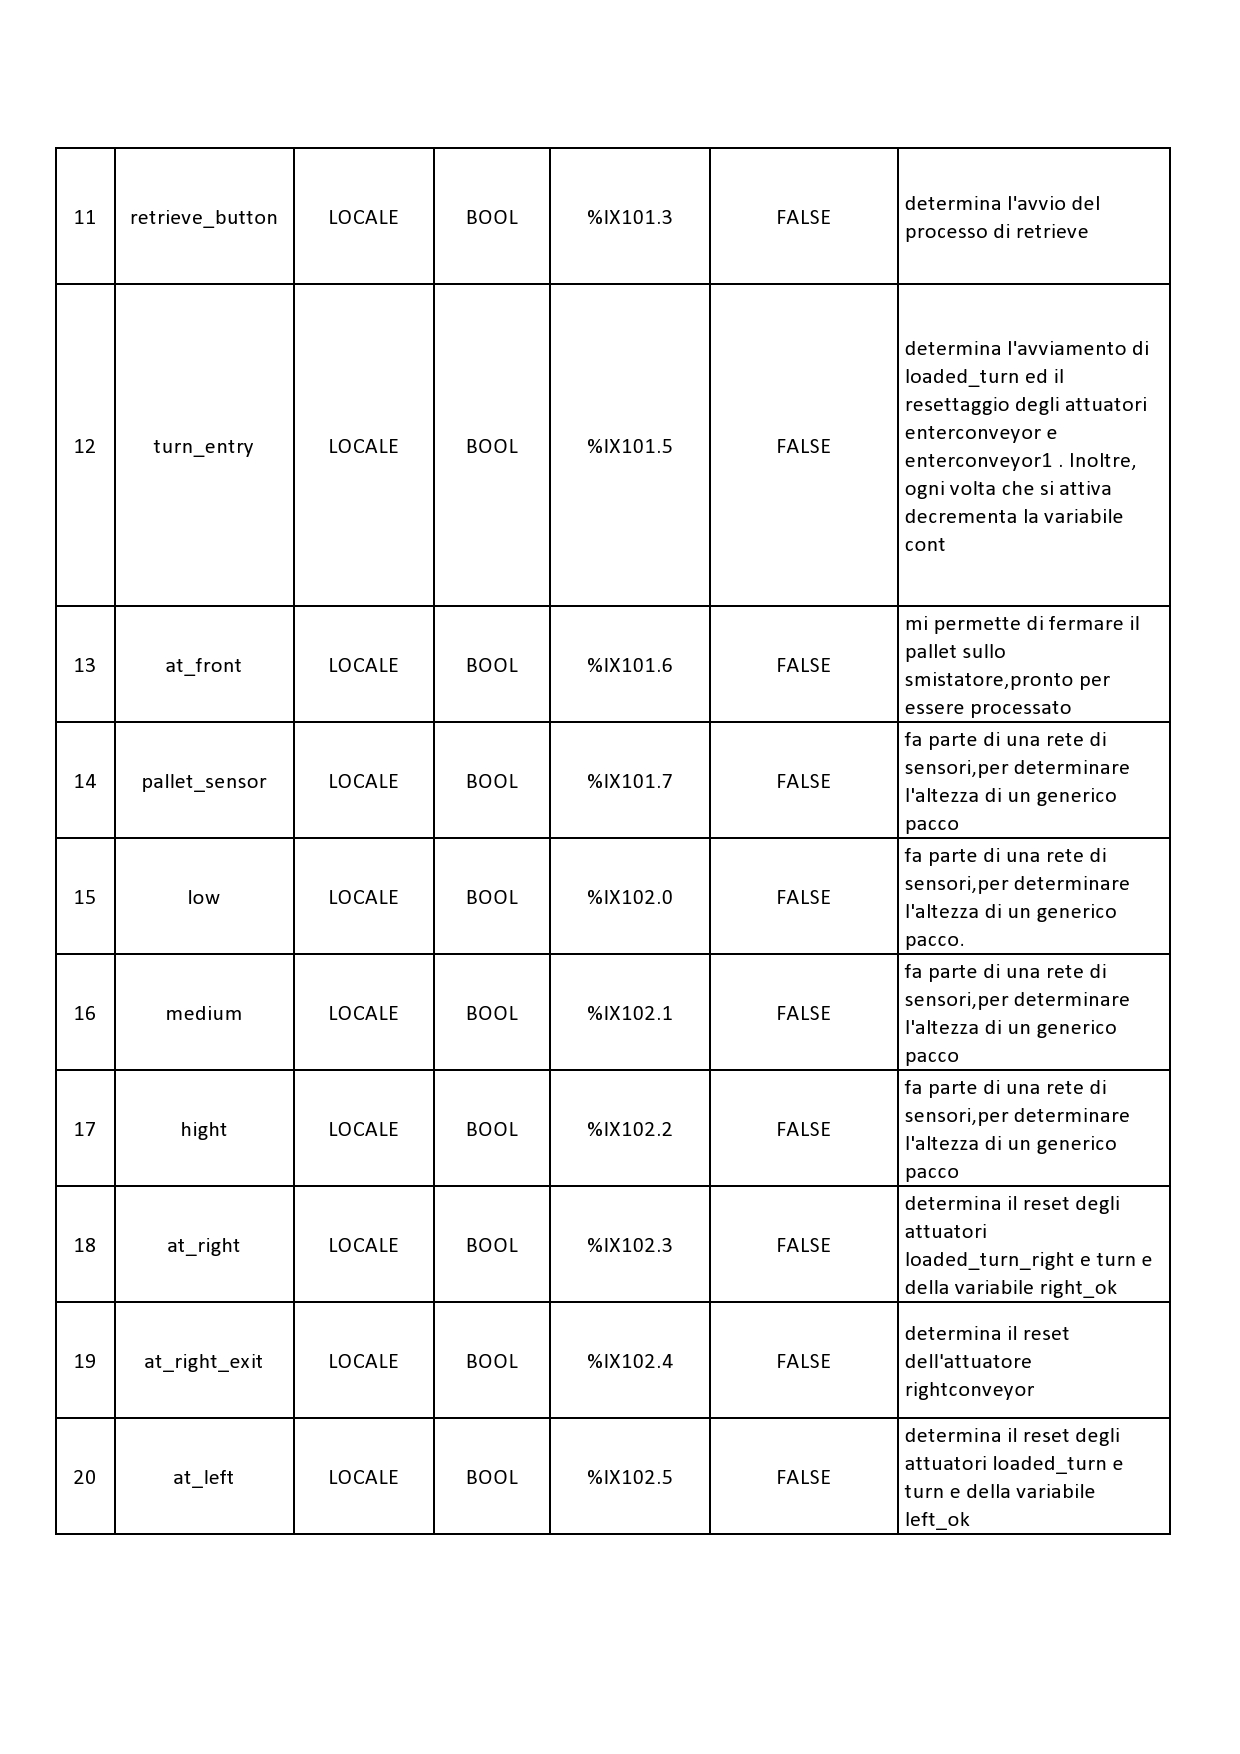 11 retrieve_button LOCALE BOOL %IX101.3 FALSE determina l'avvio del
processo di retrieve
12 turn_entry LOCALE BOOL %IX101.5 FALSE determina l'avviamento di
loaded_turn ed il
resettaggio degli attuatori
enterconveyor e
enterconveyor1 . Inoltre,
ogni volta che si attiva
decrementa la variabile
cont
13 at_front LOCALE BOOL %IX101.6 FALSE mi permette di fermare il
pallet sullo
smistatore,pronto per
essere processato
14 pallet_sensor LOCALE BOOL %IX101.7 FALSE fa parte di una rete di
sensori,per determinare
l'altezza di un generico
pacco
15 low LOCALE BOOL %IX102.0 FALSE fa parte di una rete di
sensori,per determinare
l'altezza di un generico
pacco.
16 medium LOCALE BOOL %IX102.1 FALSE fa parte di una rete di
sensori,per determinare
l'altezza di un generico
pacco
17 hight LOCALE BOOL %IX102.2 FALSE fa parte di una rete di
sensori,per determinare
l'altezza di un generico
pacco
18 at_right LOCALE BOOL %IX102.3 FALSE determina il reset degli
attuatori
loaded_turn_right e turn e
della variabile right_ok
19 at_right_exit LOCALE BOOL %IX102.4 FALSE determina il reset
dell'attuatore
rightconveyor
20 at_left LOCALE BOOL %IX102.5 FALSE determina il reset degli
attuatori loaded_turn e
turn e della variabile
left_ok